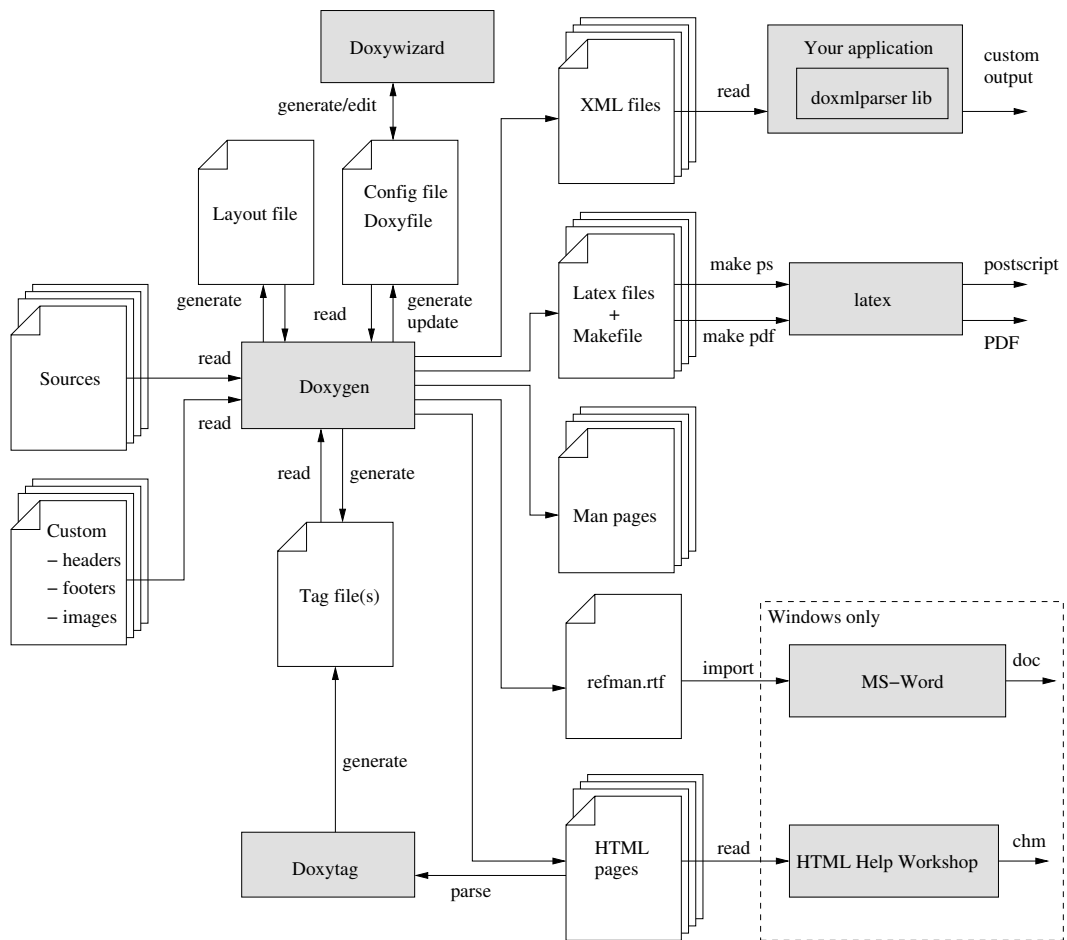 Doxywizard
generate/edit
Layout file
Config file
Doxyfile
generate
read
generate
update
Sources
read
Doxygen
read
Custom
− headers
− footers
− images
read
generate
Tag file(s)
generate
Doxytag
parse
XML files
read
Your application
doxmlparser lib
custom
output
Latex files
+
Makefile
make ps
make pdf
latex
postscript
PDF
Man pages
refman.rtf
import
Windows only
MS−Word
doc
HTML
pages
read
HTML Help Workshop
chm